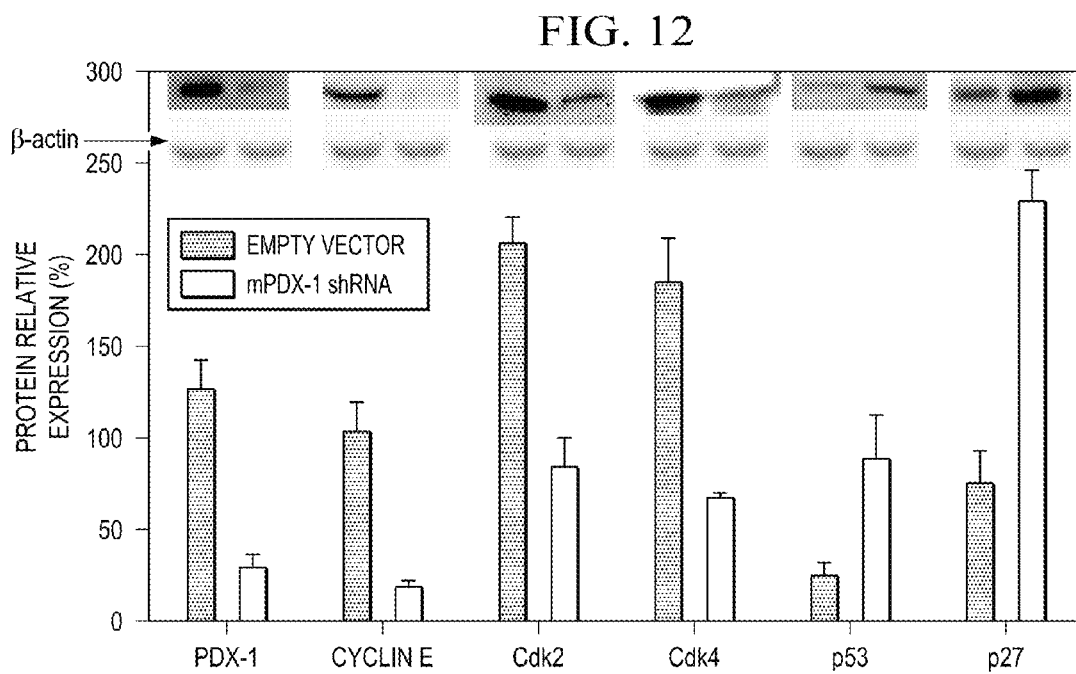 FIG. 12
300
β-actin
250
200
150
100
50
0
PROTEIN RELATIVE
EXPRESSION (%)
EMPTY VECTOR
mPDX-1 shRNA
PDX-1 CYCLIN E Cdk2 Cdk4 p53 p27